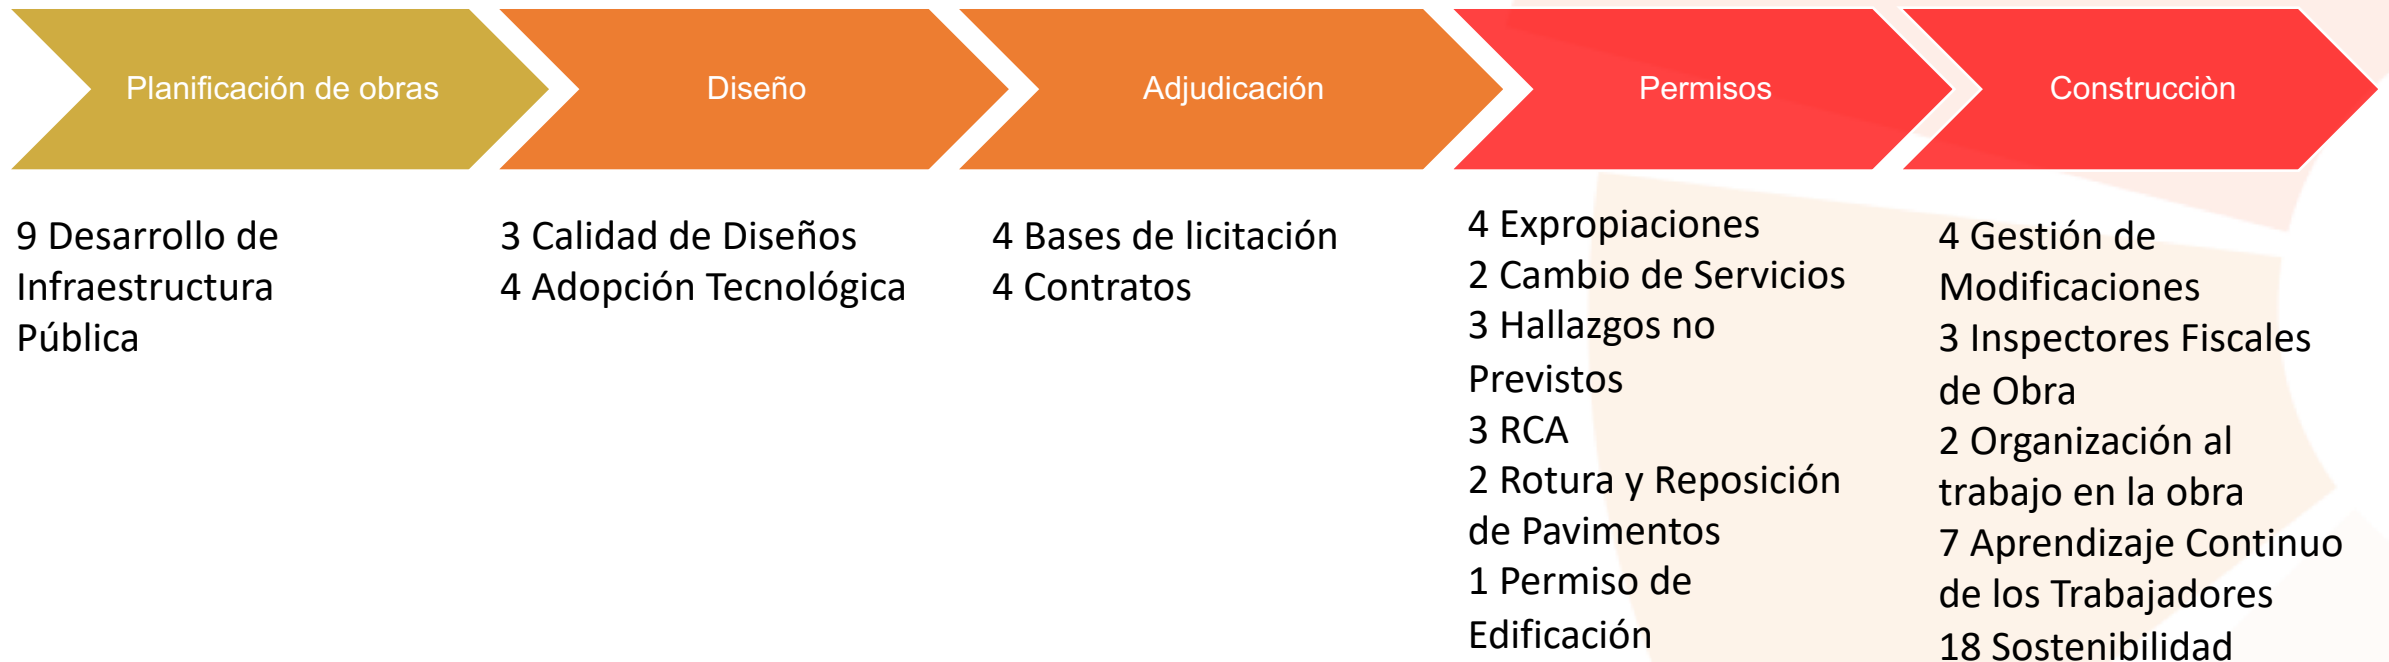 Planificación de obras
Diseño
Adjudicación
Permisos
Construcciòn
9 Desarrollo de
Infraestructura
Pública
3 Calidad de Diseños
4 Adopción Tecnológica
4 Bases de licitación
4 Contratos
4 Expropiaciones
2 Cambio de Servicios
3 Hallazgos no
Previstos
3 RCA
2 Rotura y Reposición
de Pavimentos
1 Permiso de
Edificación
4 Gestión de
Modificaciones
3 Inspectores Fiscales
de Obra
2 Organización al
trabajo en la obra
7 Aprendizaje Continuo
de los Trabajadores
18 Sostenibilidad